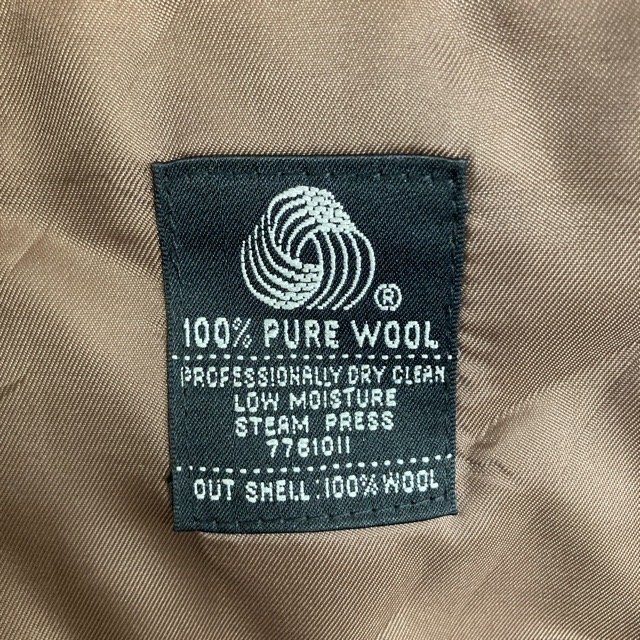 ®
100% PURE WOOL
PROFESSIONALLY DRY CLEAN
LOW MOISTURE
STEAM PRESS
7761011
OUT SHELL:100% WOOL